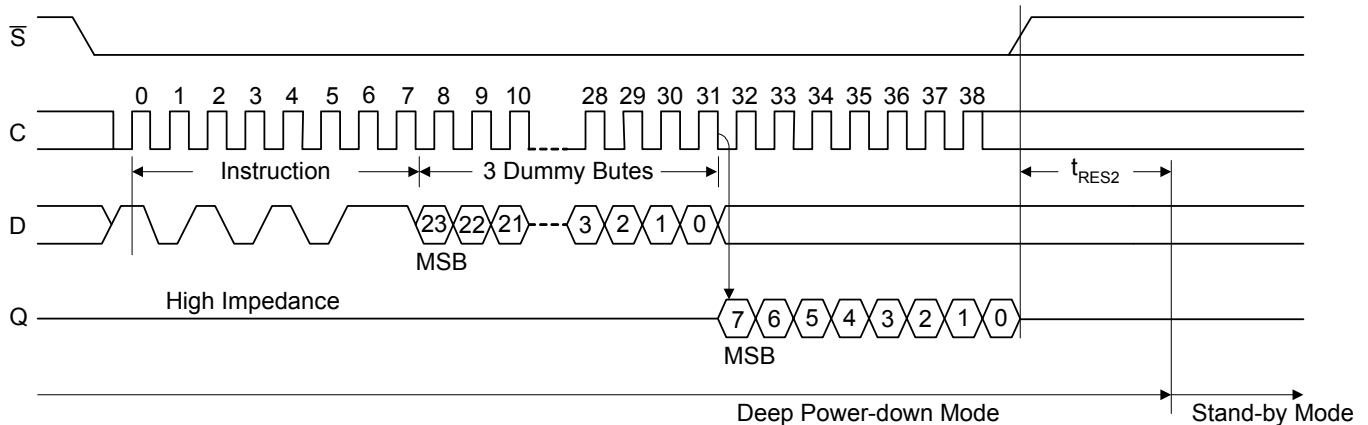 S
0 1 2 3 4 5 6 7 8 9 10 28 29 30 31 32 33 34 35 36 37 38
C
Instruction 3 Dummy Butes tRES2
D 23 22 21 3 2 1 0
MSB
High Impedance
Q 7 6 5 4 3 2 1 0
MSB
Deep Power-down Mode Stand-by Mode